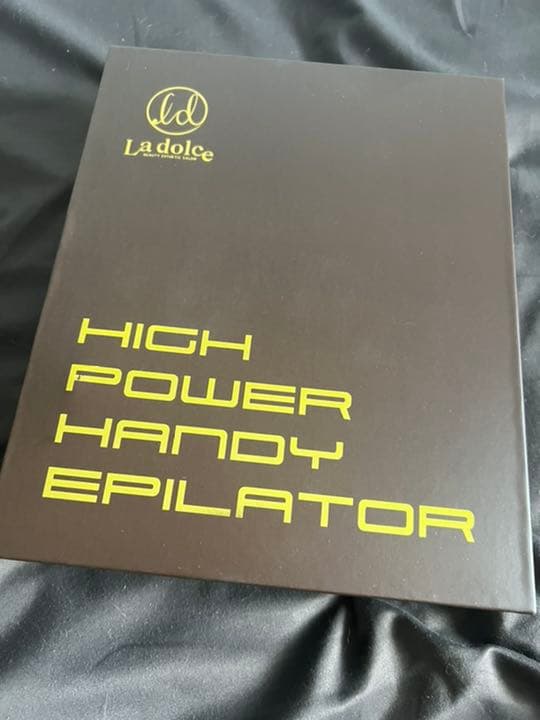 ld
La dolce
BEAUTY ESTHETIC SALON
HIGH
POWER
HANDY
EPILATOR